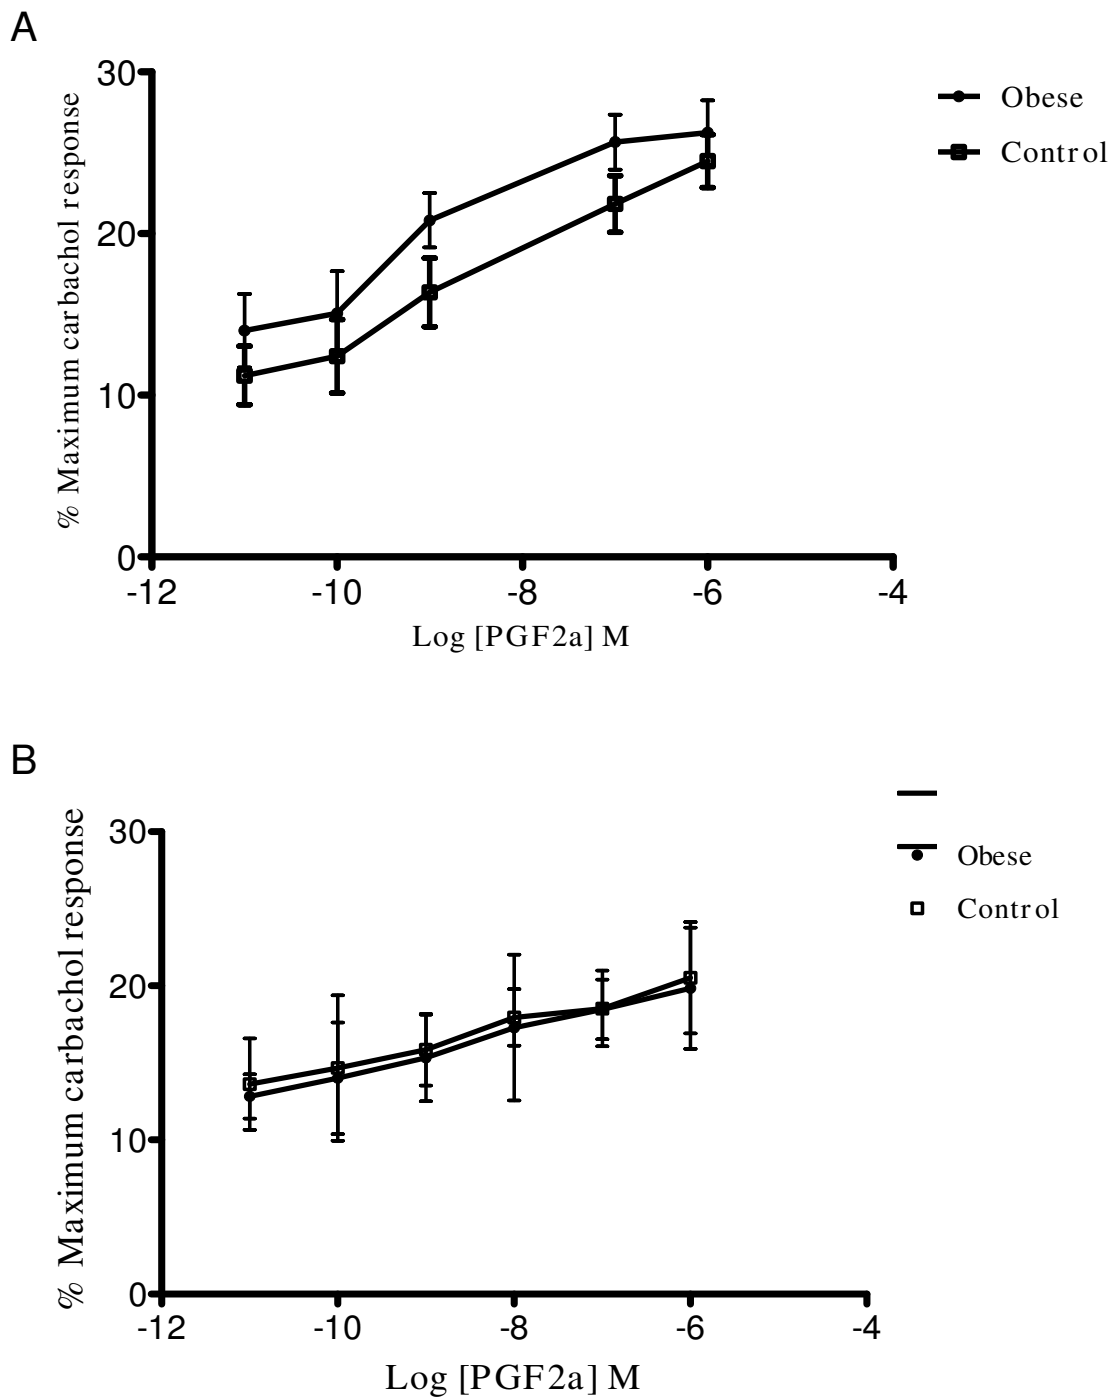 A
30
20
10
0
% Maximum carbachol response
-12 -10 -8 -6 -4
Log [PGF2a] M
Obese
Control
B
30
20
10
0
% Maximum carbachol response
-12 -10 -8 -6 -4
Log [PGF2a] M
Obese
Control